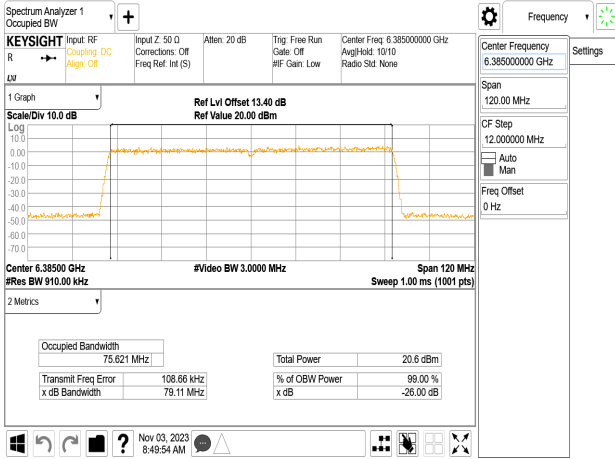 Spectrum Analyzer 1
Occupied BW
KEYSIGHT
R
Input: RF
Coupling: DC
Align: Off
Input Z: 50 Ω
Corrections: Off
Freq Ref: Int (S)
Atten: 20 dB
Trig: Free Run
Gate: Off
#IF Gain: Low
Center Freq: 6.385000000 GHz
Avg|Hold: 10/10
Radio Std: None
1 Graph
Scale/Div 10.0 dB
Ref Lvl Offset 13.40 dB
Ref Value 20.00 dBm
Log
10.0
0.00
-10.0
-20.0
-30.0
-40.0
-50.0
-60.0
-70.0
Center 6.38500 GHz
#Video BW 3.0000 MHz
Span 120 MHz
#Res BW 910.00 kHz
Sweep 1.00 ms (1001 pts)
2 Metrics
Occupied Bandwidth
75.621 MHz
Total Power 20.6 dBm
Transmit Freq Error 108.66 kHz
% of OBW Power 99.00 %
x dB Bandwidth 79.11 MHz
x dB -26.00 dB
Nov 03, 2023
8:49:54 AM
Frequency
Center Frequency
6.385000000 GHz
Settings
Span
120.00 MHz
CF Step
12.000000 MHz
Auto
Man
Freq Offset
0 Hz